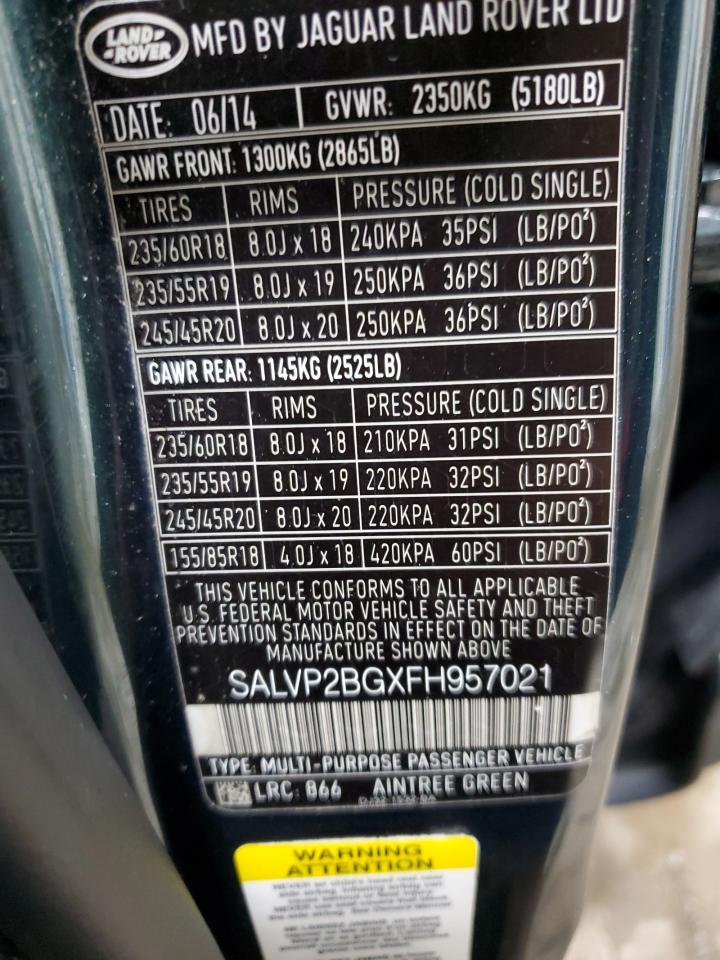 LAND-
-ROVER
MFD BY JAGUAR LAND ROVER LTD
DATE: 06/14 GVWR: 2350KG (5180LB)
GAWR FRONT: 1300KG (2865LB)
TIRES RIMS PRESSURE (COLD SINGLE)
235/60R18 8.0J x 18 240KPA 35PSI (LB/PO²)
235/55R19 8.0J x 19 250KPA 36PSI (LB/PO²)
245/45R20 8.0J x 20 250KPA 36PSI (LB/PO²)
GAWR REAR: 1145KG (2525LB)
TIRES RIMS PRESSURE (COLD SINGLE)
235/60R18 8.0J x 18 210KPA 31PSI (LB/PO²)
235/55R19 8.0J x 19 220KPA 32PSI (LB/PO²)
245/45R20 8.0J x 20 220KPA 32PSI (LB/PO²)
155/85R18 4.0J x 18 420KPA 60PSI (LB/PO²)
THIS VEHICLE CONFORMS TO ALL APPLICABLE
U.S. FEDERAL MOTOR VEHICLE SAFETY AND THEFT
PREVENTION STANDARDS IN EFFECT ON THE DATE OF
MANUFACTURE SHOWN ABOVE
SALVP2BGXFH957021
TYPE: MULTI-PURPOSE PASSENGER VEHICLE
LRC: 866 AINTREE GREEN
WARNING
ATTENTION